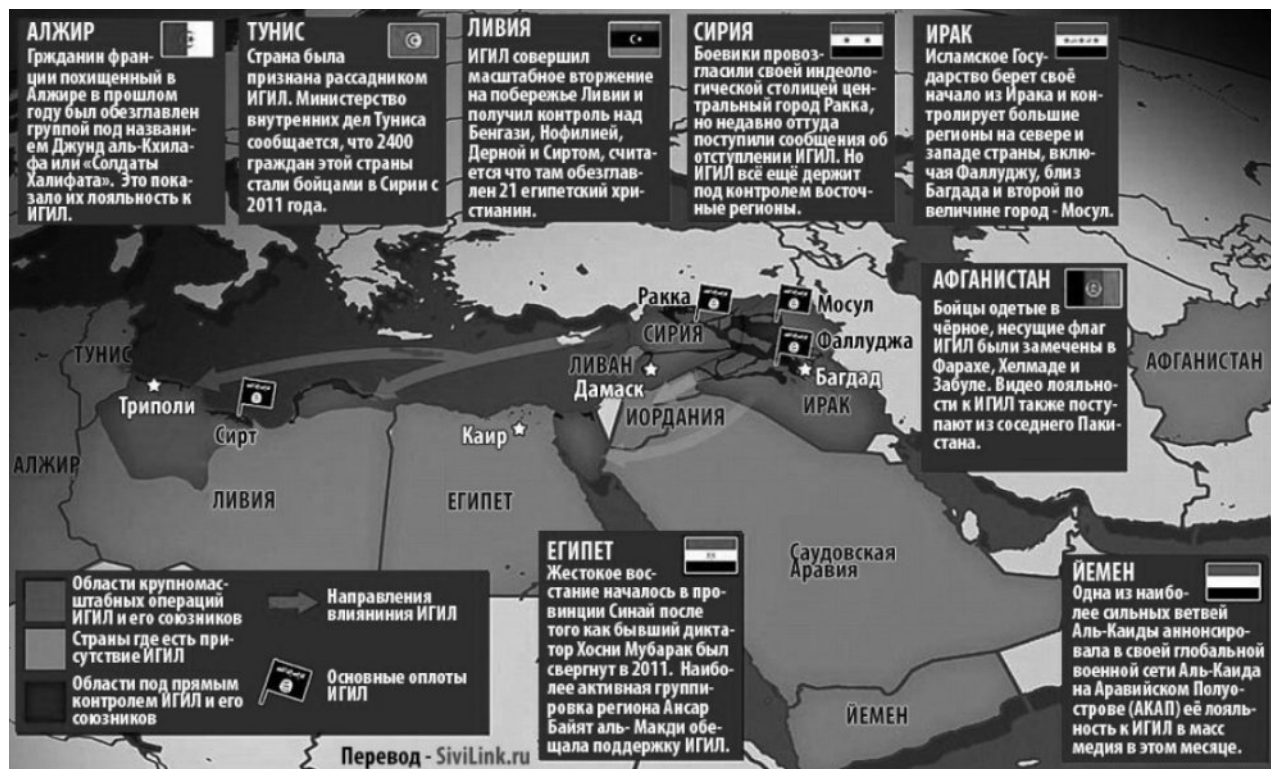 АЛЖИР
Гржданин фран-
ции похищенный в
Алжире в прошлом
году был обезглавлен
группой под названи-
ем Джунд аль-Кхила-
фа или «Солдаты
Халифата». Это пока-
зало их лояльность к
ИГИЛ.
ТУНИС
Страна была
признана рассадником
ИГИЛ. Министерство
внутренних дел Туниса
сообщается, что 2400
граждан этой страны
стали бойцами в Сирии с
2011 года.
ЛИВИЯ
ИГИЛ совершил
масштабное вторжение
на побережье Ливии и
получил контроль над
Бенгази, Нофилией,
Дерной и Сиртом, счита-
ется что там обезглав-
лен 21 египетский хри-
стианин.
СИРИЯ
Боевики провоз-
гласили своей индеоло-
гической столицей цен-
тральный город Ракка,
но недавно оттуда
поступили сообщения об
отступлении ИГИЛ. Но
ИГИЛ всё ещё держит
под контролем восточ-
ные регионы.
ИРАК
Исламское Госу-
дарство берет своё
начало из Ирака и кон-
тролирует большие
регионы на севере и
западе страны, вклю-
чая Фаллуджу, близ
Багдада и второй по
величине город - Мосул.
АФГАНИСТАН
Бойцы одетые в
чёрное, несущие флаг
ИГИЛ были замечены в
Фарахе, Хелмаде и
Забуле. Видео лояльно-
сти к ИГИЛ также посту-
пают из соседнего Паки-
стана.
Ракка
Мосул
СИРИЯ
Фаллуджа
ТУНИС
ЛИВАН
Дамаск
Багдад
АФГАНИСТАН
Триполи
ИРАК
ИОРДАНИЯ
Сирт
Каир
АЛЖИР
ЛИВИЯ
ЕГИПЕТ
Саудовская
Аравия
ЙЕМЕН
Области крупномас-
штабных операций
ИГИЛ и его союзников
Страны где есть при-
сутствие ИГИЛ
Области под прямым
контролем ИГИЛ и его
союзников
Направления
влияниния ИГИЛ
Основные оплоты
ИГИЛ
ЕГИПЕТ
Жестокое вос-
стание началось в про-
винции Синай после
того как бывший дикта-
тор Хосни Мубарак был
свергнут в 2011. Наибо-
лее активная группи-
ровка региона Ансар
Байят аль- Макди обе-
щала поддержку ИГИЛ.
ЙЕМЕН
Одна из наибо-
лее сильных ветвей
Аль-Каиды аннонсиро-
вала в своей глобальной
военной сети Аль-Каида
на Аравийском Полуо-
строве (АКАП) её лояль-
ность к ИГИЛ в масс
медия в этом месяце.
Перевод - SiviLink.ru